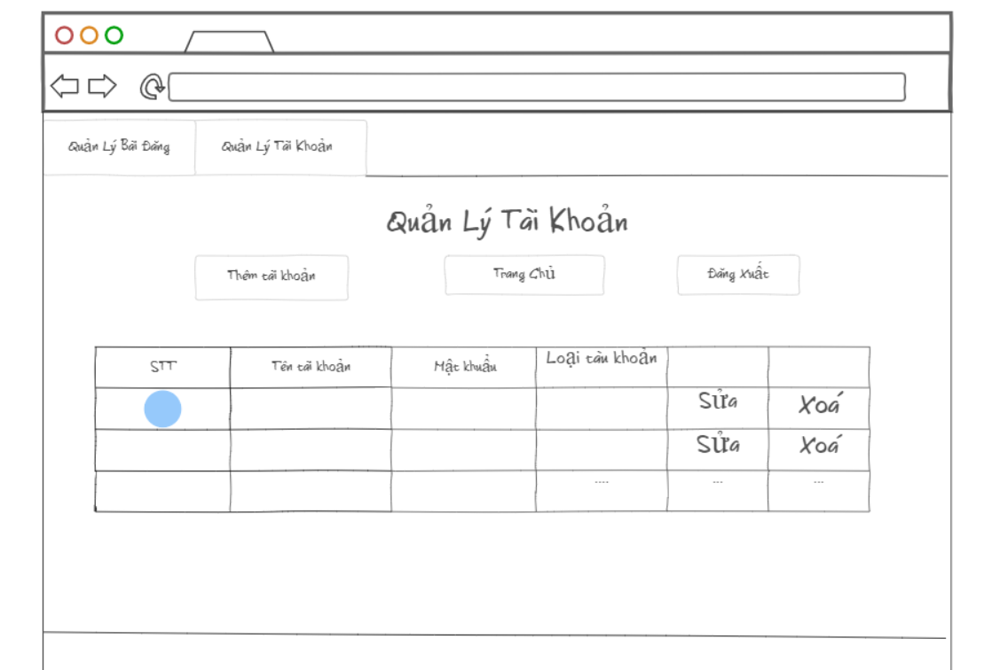 Quản Lý Bài Đăng
Quản Lý Tài Khoản
Quản Lý Tài Khoản
Thêm tài khoản
Trang Chủ
Đăng Xuất
STT
Tên tài khoản
Mật khuẩu
Loại tàu khoản
Sửa
Xoá
Sửa
Xoá
....
...
...